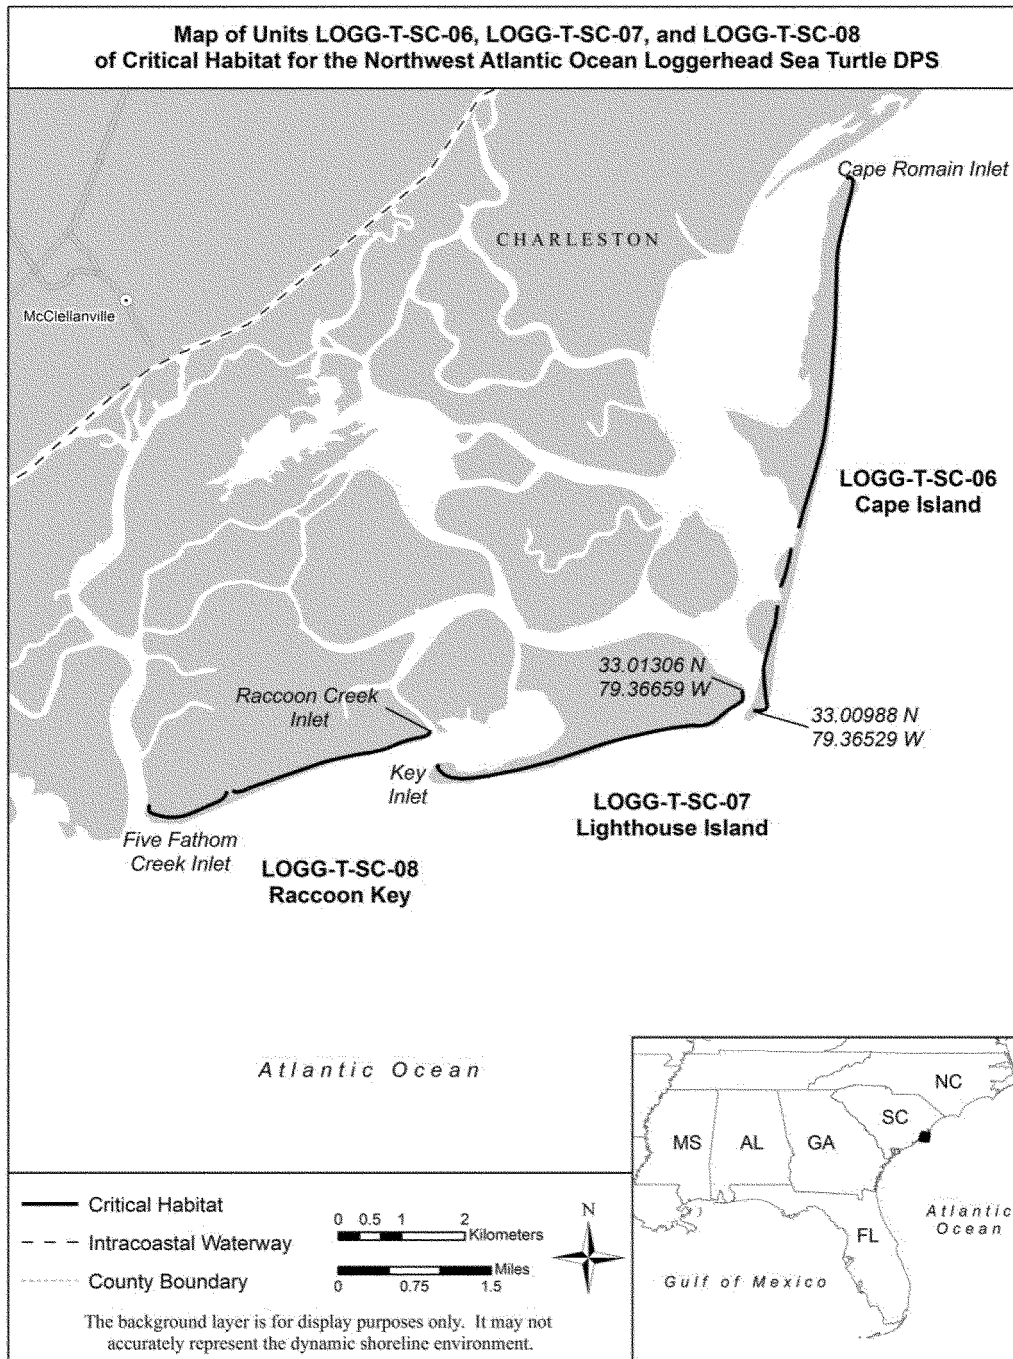 Map of Units LOGG-T-SC-06, LOGG-T-SC-07, and LOGG-T-SC-08
of Critical Habitat for the Northwest Atlantic Ocean Loggerhead Sea Turtle DPS
Cape Romain Inlet
CHARLESTON
McClellanville
LOGG-T-SC-06
Cape Island
33.01306 N
79.36659 W
Raccoon Creek
Inlet
33.00988 N
79.36529 W
Key
Inlet
LOGG-T-SC-07
Lighthouse Island
Five Fathom
Creek Inlet
LOGG-T-SC-08
Raccoon Key
Atlantic Ocean
NC
SC
MS
AL
GA
FL
Atlantic
Ocean
Gulf of Mexico
Critical Habitat
Intracoastal Waterway
County Boundary
0 0.5 1 2
Kilometers
Miles
0 0.75 1.5
N
The background layer is for display purposes only. It may not
accurately represent the dynamic shoreline environment.